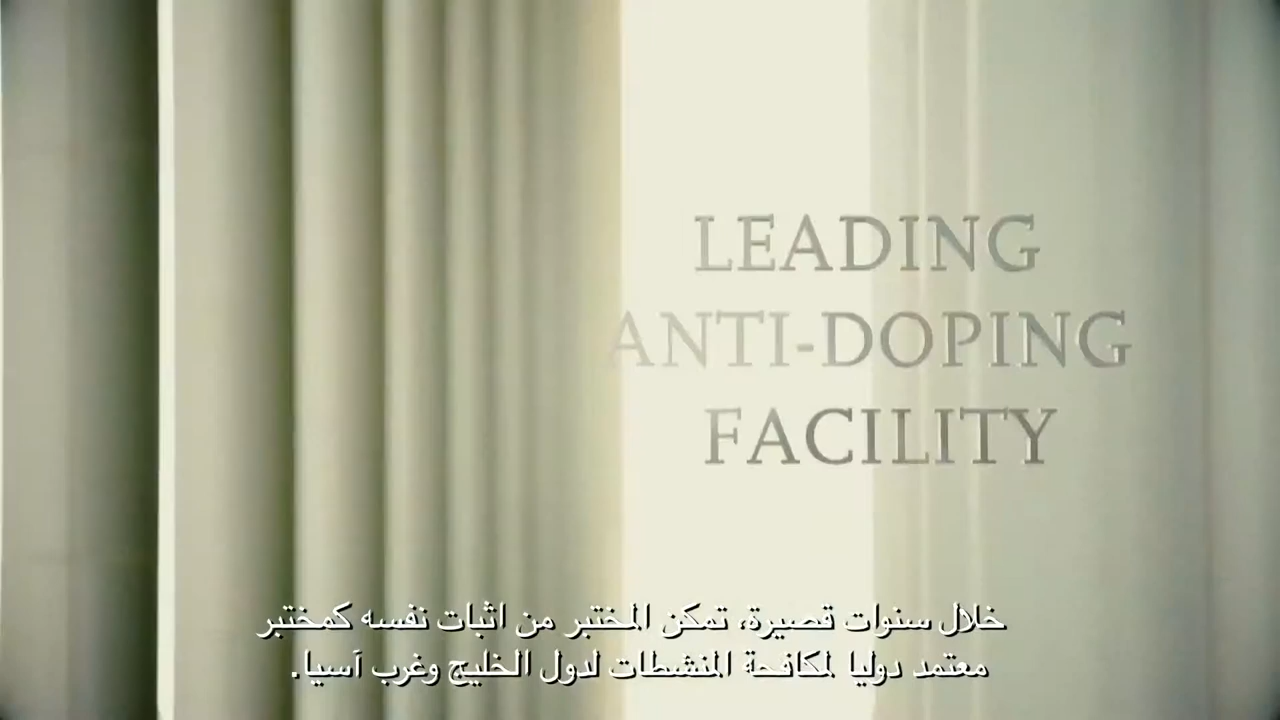 LEADING
ANTI-DOPING
FACILITY
خلال سنوات قصيرة، تمكن المختبر من اثبات نفسه كمختبر
معتمد دوليا لمكافحة المنشطات لدول الخليج وغرب آسيا.